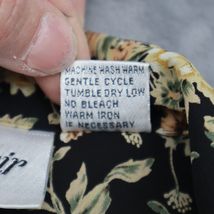 MACHINE WASH WARM
GENTLE CYCLE
TUMBLE DRY LOW
NO BLEACH
WARM IRON
IF NECESSARY